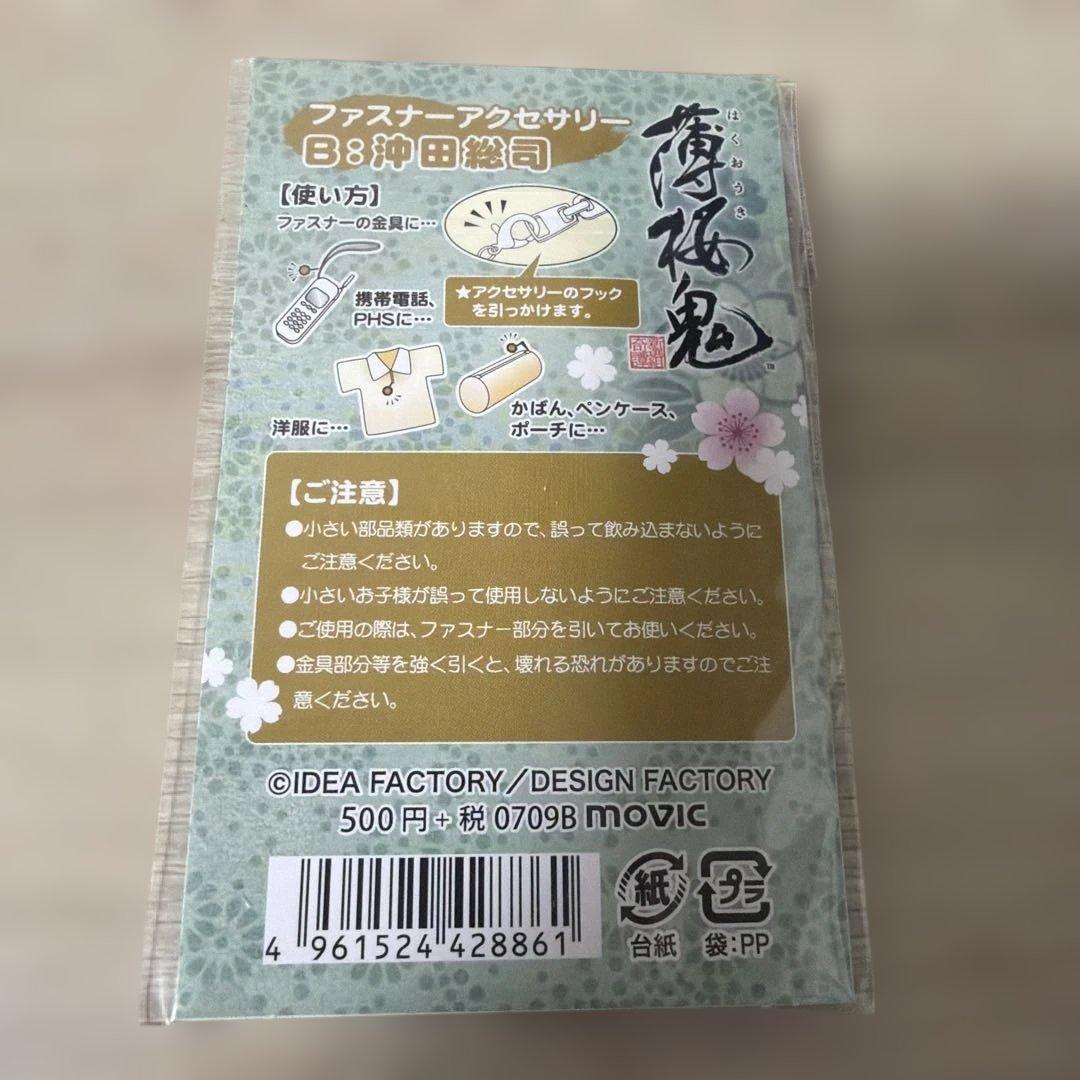 ファスナーアクセサリー
B:沖田総司
薄桜鬼
はくおうき
TM
【使い方】
ファスナーの金具に…
★アクセサリーのフック
を引っかけます。
携帯電話、
PHSに…
洋服に…
かばん、ペンケース、
ポーチに…
【ご注意】
●小さい部品類がありますので、誤って飲み込まないように
ご注意ください。
●小さいお子様が誤って使用しないようにご注意ください。
●ご使用の際は、ファスナー部分を引いてお使いください。
●金具部分等を強く引くと、壊れる恐れがありますのでご注
意ください。
©IDEA FACTORY/DESIGN FACTORY
500円+税 0709B movic
4 961524 428861
紙
台紙
プラ
袋:PP